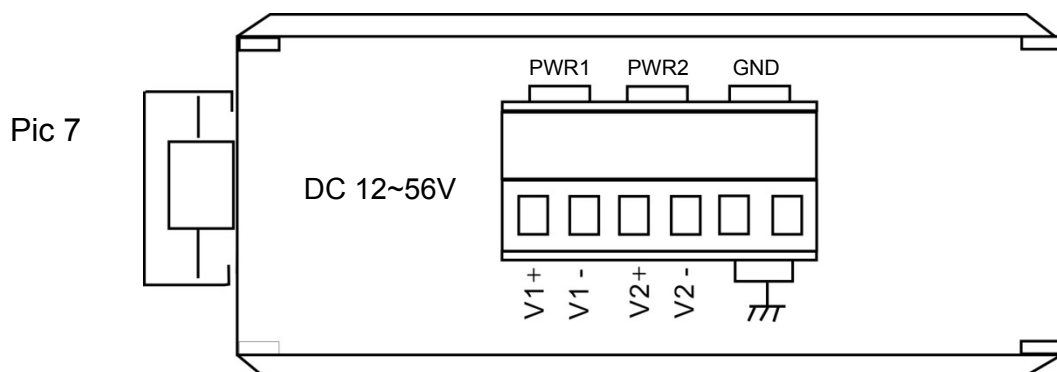 PWR1 PWR2 GND
Pic 7
DC 12~56V
V1+ V1- V2+ V2-